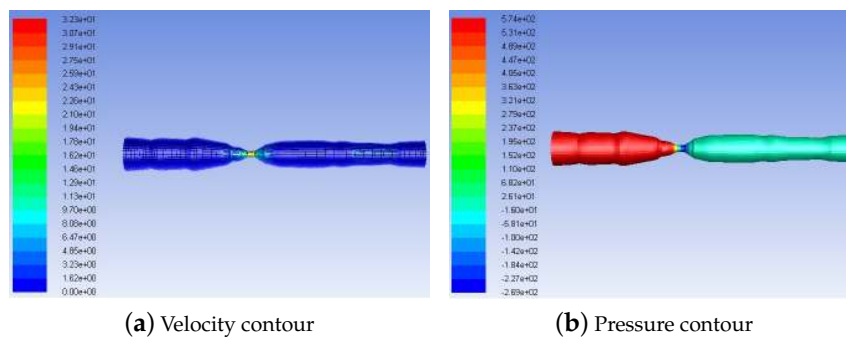 3.23e+01
3.07e+01
2.91e+01
2.75e+01
2.59e+01
2.43e+01
2.26e+01
2.10e+01
1.94e+01
1.78e+01
1.62e+01
1.46e+01
1.29e+01
1.13e+01
9.70e+00
8.08e+00
6.47e+00
4.85e+00
3.23e+00
1.62e+00
0.00e+00
(a) Velocity contour
5.74e+02
5.31e+02
4.89e+02
4.47e+02
4.05e+02
3.63e+02
3.21e+02
2.79e+02
2.37e+02
1.95e+02
1.52e+02
1.10e+02
6.82e+01
2.61e+01
-1.60e+01
-5.81e+01
-1.00e+02
-1.42e+02
-1.84e+02
-2.27e+02
-2.69e+02
(b) Pressure contour